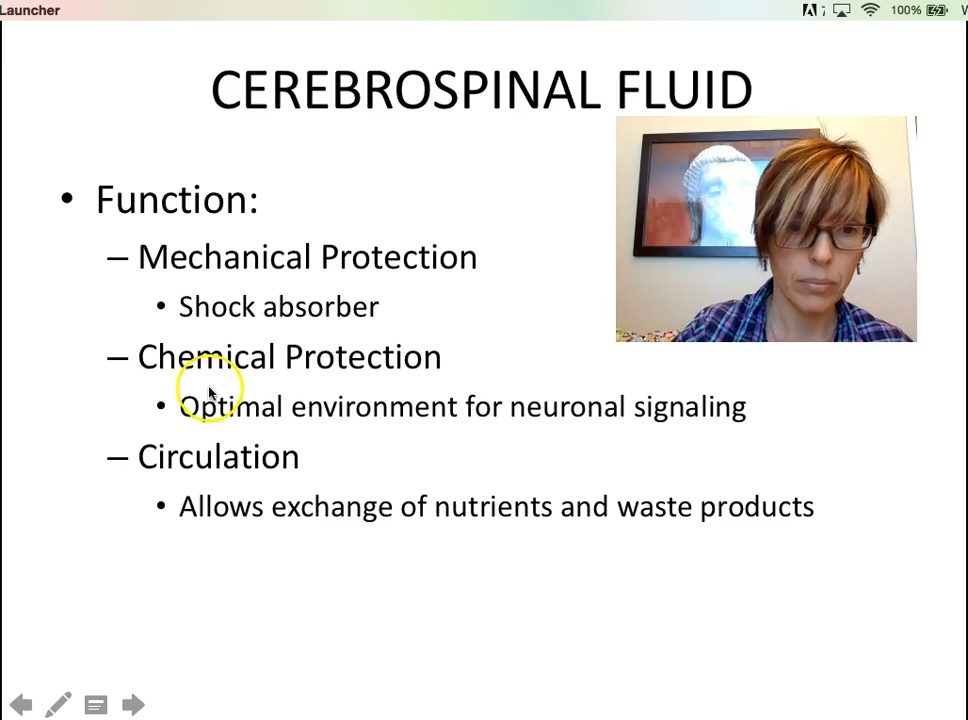 Launcher
7
100%
W
CEREBROSPINAL FLUID
• Function:
– Mechanical Protection
• Shock absorber
– Chemical Protection
• Optimal environment for neuronal signaling
– Circulation
• Allows exchange of nutrients and waste products